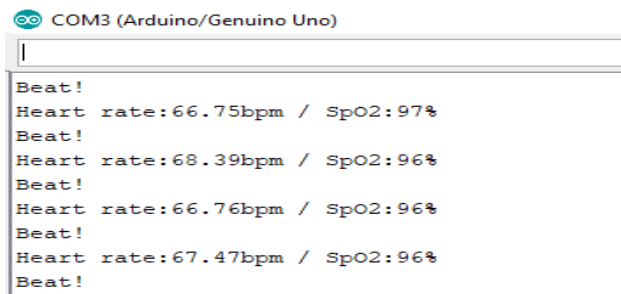 COM3 (Arduino/Genuino Uno)
Beat!
Heart rate:66.75bpm / SpO2:97%
Beat!
Heart rate:68.39bpm / SpO2:96%
Beat!
Heart rate:66.76bpm / SpO2:96%
Beat!
Heart rate:67.47bpm / SpO2:96%
Beat!